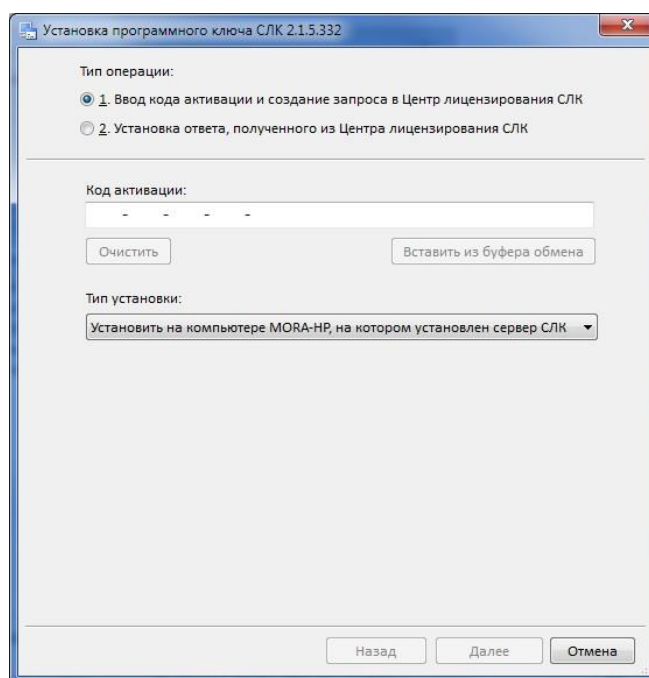 Установка программного ключа СЛК 2.1.5.332
Тип операции:
1. Ввод кода активации и создание запроса в Центр лицензирования СЛК
2. Установка ответа, полученного из Центра лицензирования СЛК
Код активации:
- - - -
Очистить
Вставить из буфера обмена
Тип установки:
Установить на компьютере MORA-HP, на котором установлен сервер СЛК
Назад
Далее
Отмена